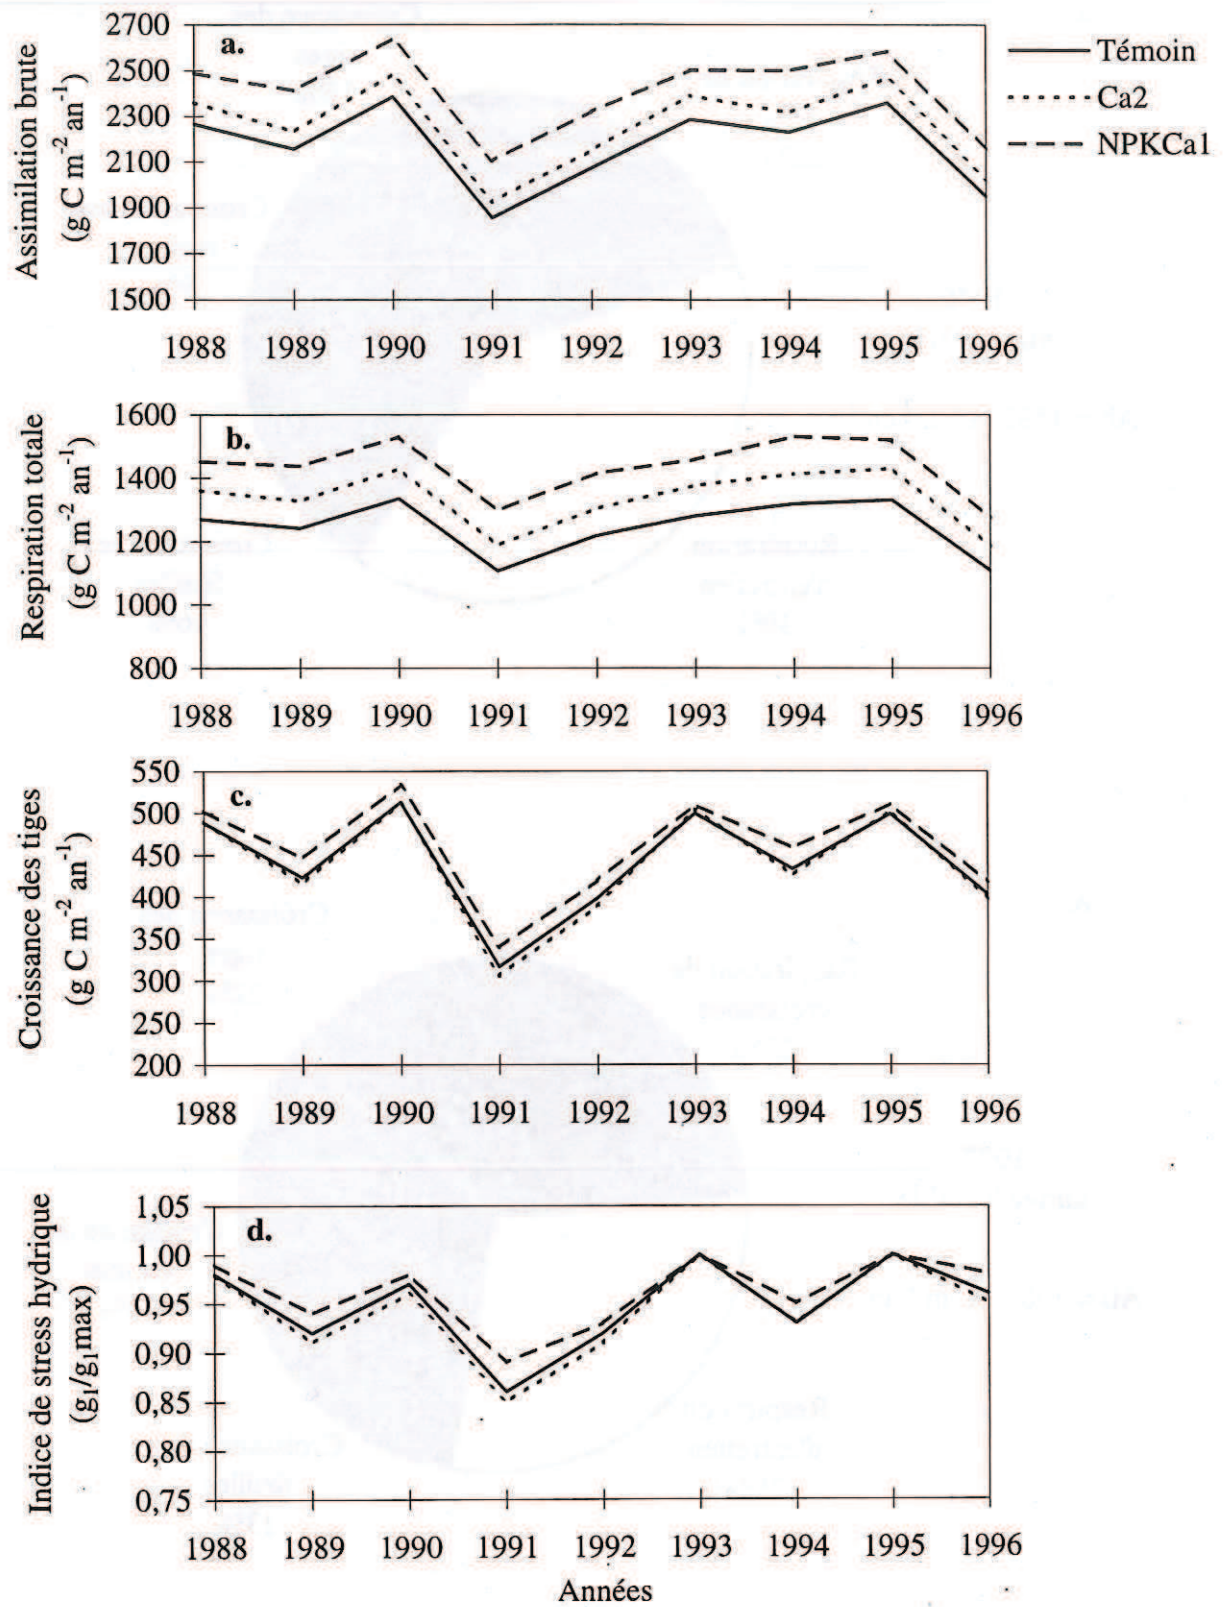 Assimilation brute
(g C m⁻² an⁻¹)
a.
2700
2500
2300
2100
1900
1700
1500
1988 1989 1990 1991 1992 1993 1994 1995 1996
Témoin
Ca2
NPKCa1
Respiration totale
(g C m⁻² an⁻¹)
b.
1600
1400
1200
1000
800
1988 1989 1990 1991 1992 1993 1994 1995 1996
Croissance des tiges
(g C m⁻² an⁻¹)
c.
550
500
450
400
350
300
250
200
1988 1989 1990 1991 1992 1993 1994 1995 1996
Indice de stress hydrique
(g₁/g₁max)
d.
1,05
1,00
0,95
0,90
0,85
0,80
0,75
1988 1989 1990 1991 1992 1993 1994 1995 1996
Années